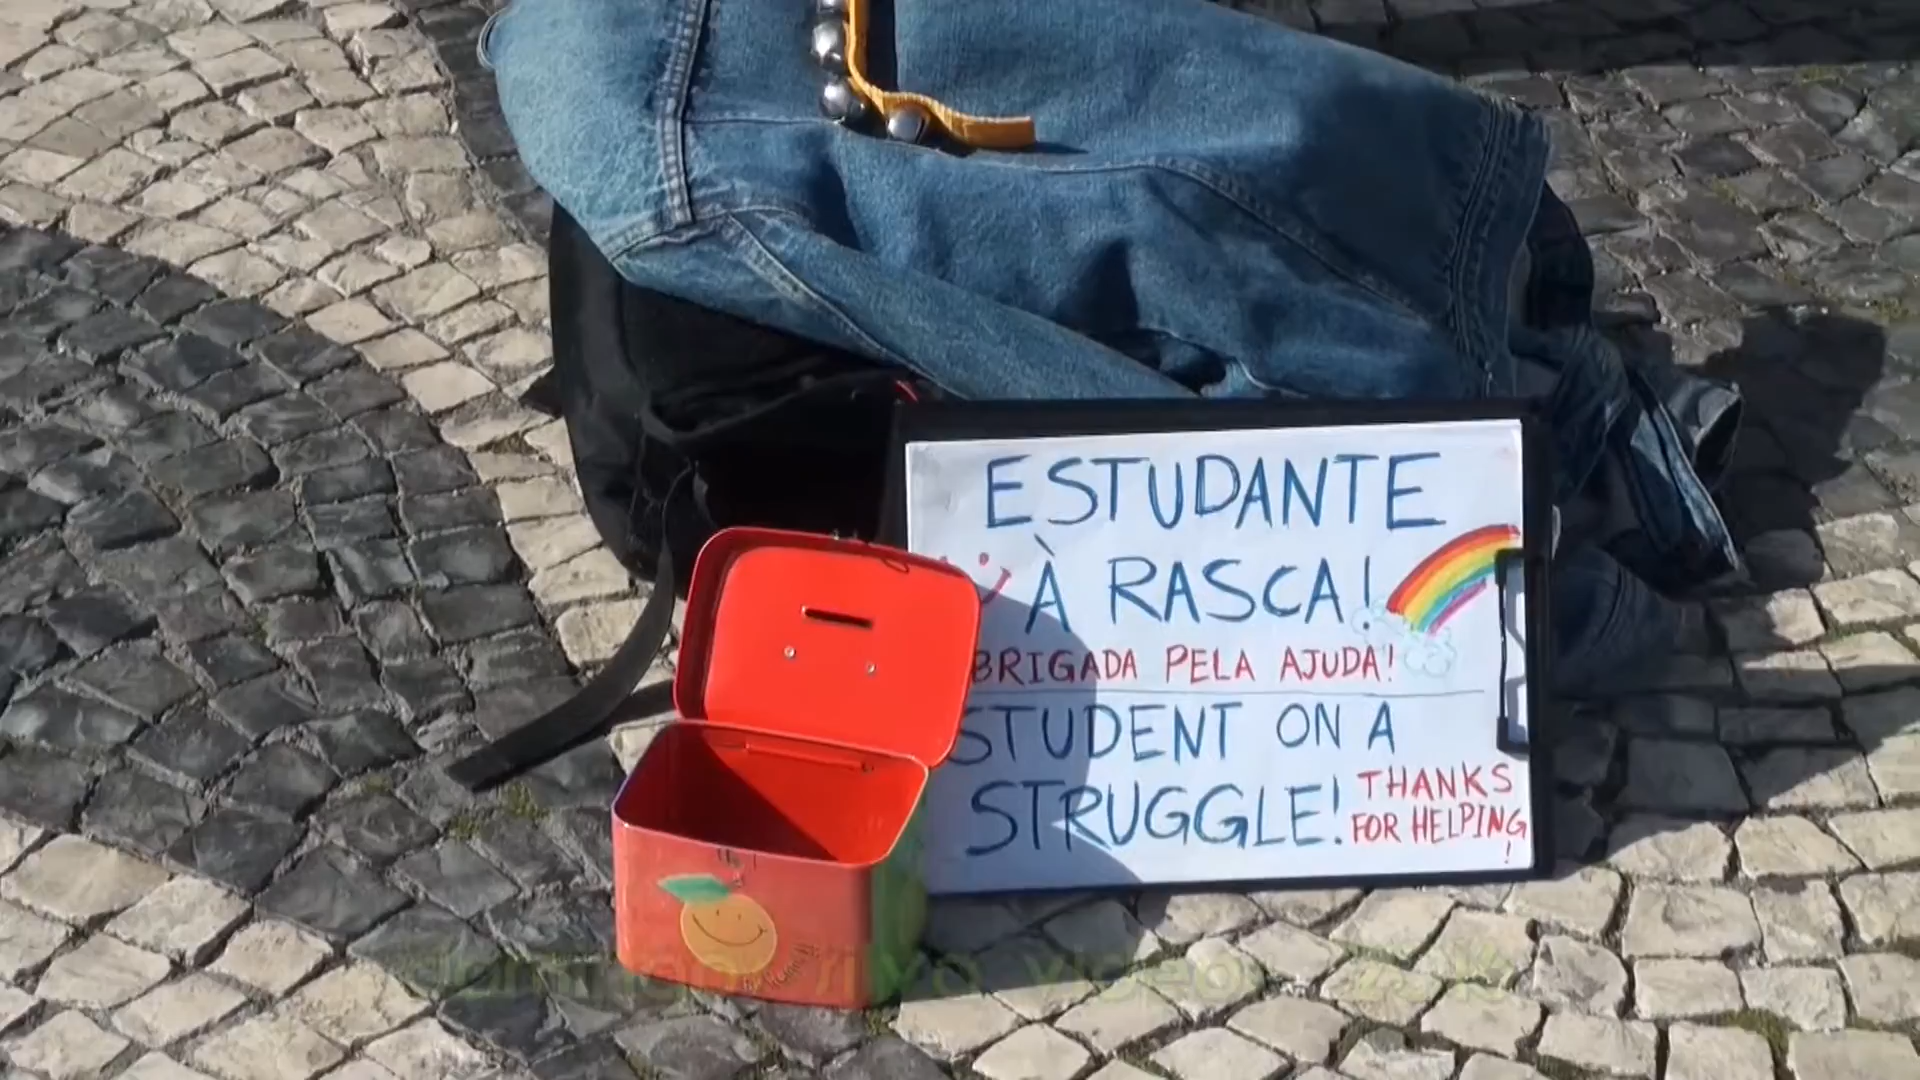 ESTUDANTE
À RASCA!
BRIGADA PELA AJUDA!
STUDENT ON A
STRUGGLE!
THANKS
FOR HELPING
!